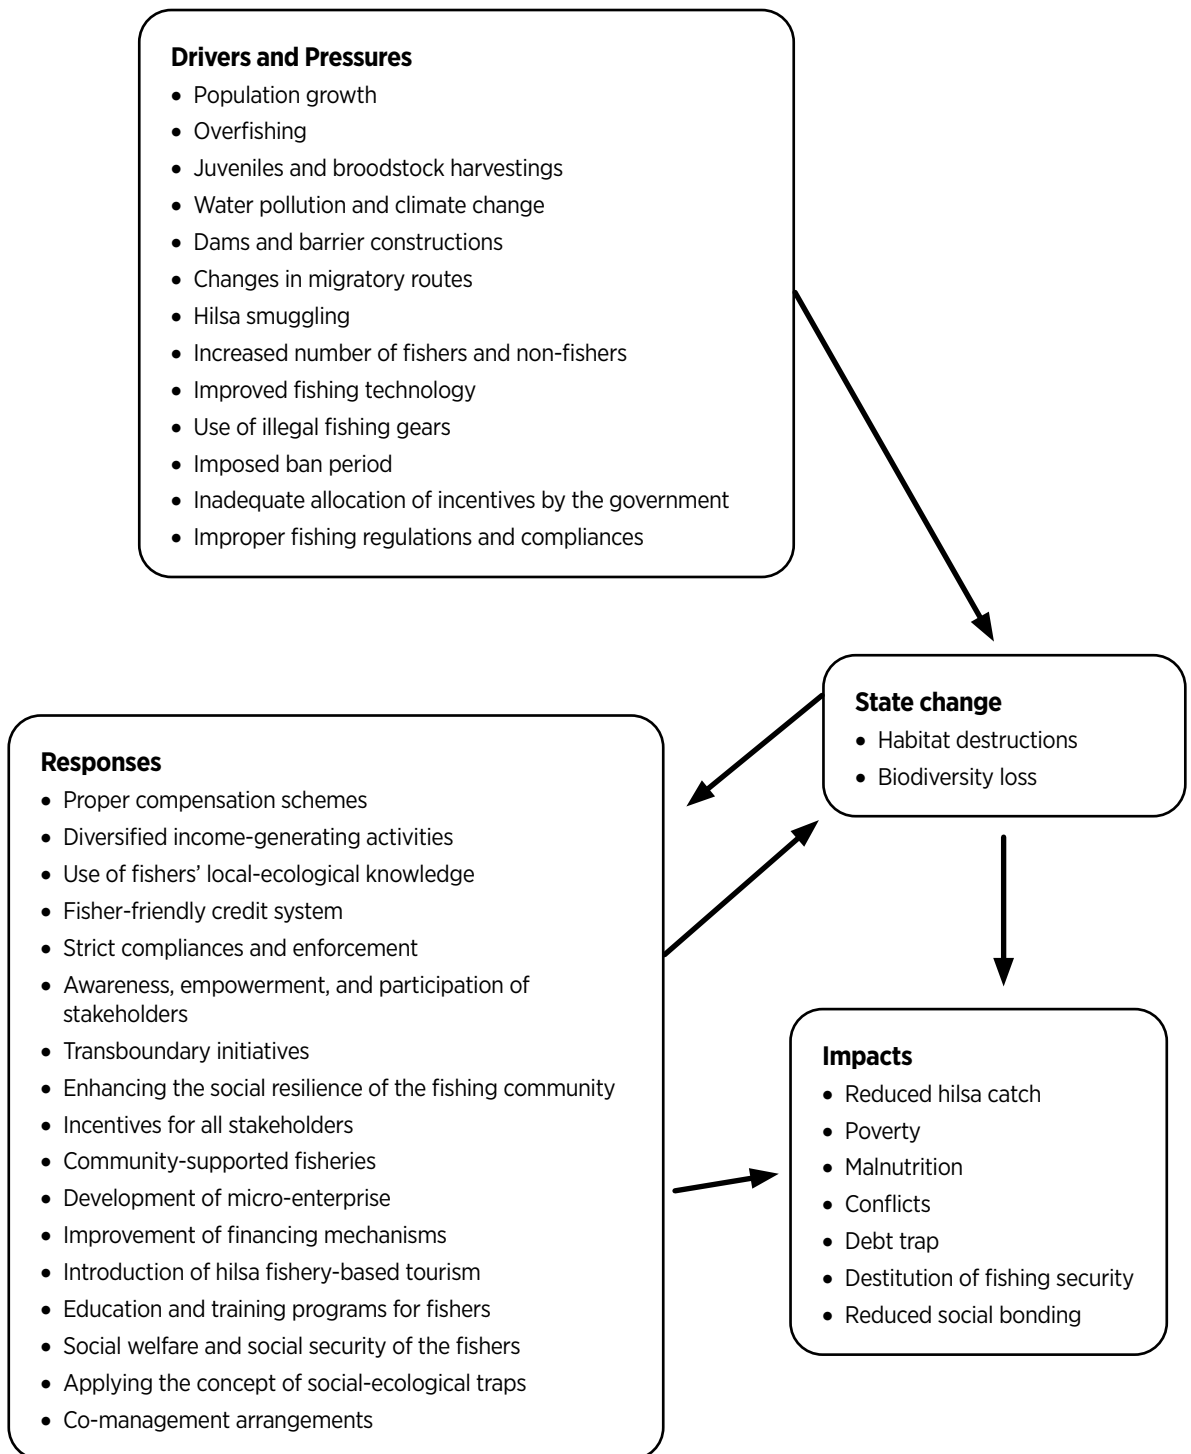 Drivers and Pressures
• Population growth
• Overfishing
• Juveniles and broodstock harvestings
• Water pollution and climate change
• Dams and barrier constructions
• Changes in migratory routes
• Hilsa smuggling
• Increased number of fishers and non-fishers
• Improved fishing technology
• Use of illegal fishing gears
• Imposed ban period
• Inadequate allocation of incentives by the government
• Improper fishing regulations and compliances
State change
• Habitat destructions
• Biodiversity loss
Responses
• Proper compensation schemes
• Diversified income-generating activities
• Use of fishers’ local-ecological knowledge
• Fisher-friendly credit system
• Strict compliances and enforcement
• Awareness, empowerment, and participation of
stakeholders
• Transboundary initiatives
• Enhancing the social resilience of the fishing community
• Incentives for all stakeholders
• Community-supported fisheries
• Development of micro-enterprise
• Improvement of financing mechanisms
• Introduction of hilsa fishery-based tourism
• Education and training programs for fishers
• Social welfare and social security of the fishers
• Applying the concept of social-ecological traps
• Co-management arrangements
Impacts
• Reduced hilsa catch
• Poverty
• Malnutrition
• Conflicts
• Debt trap
• Destitution of fishing security
• Reduced social bonding